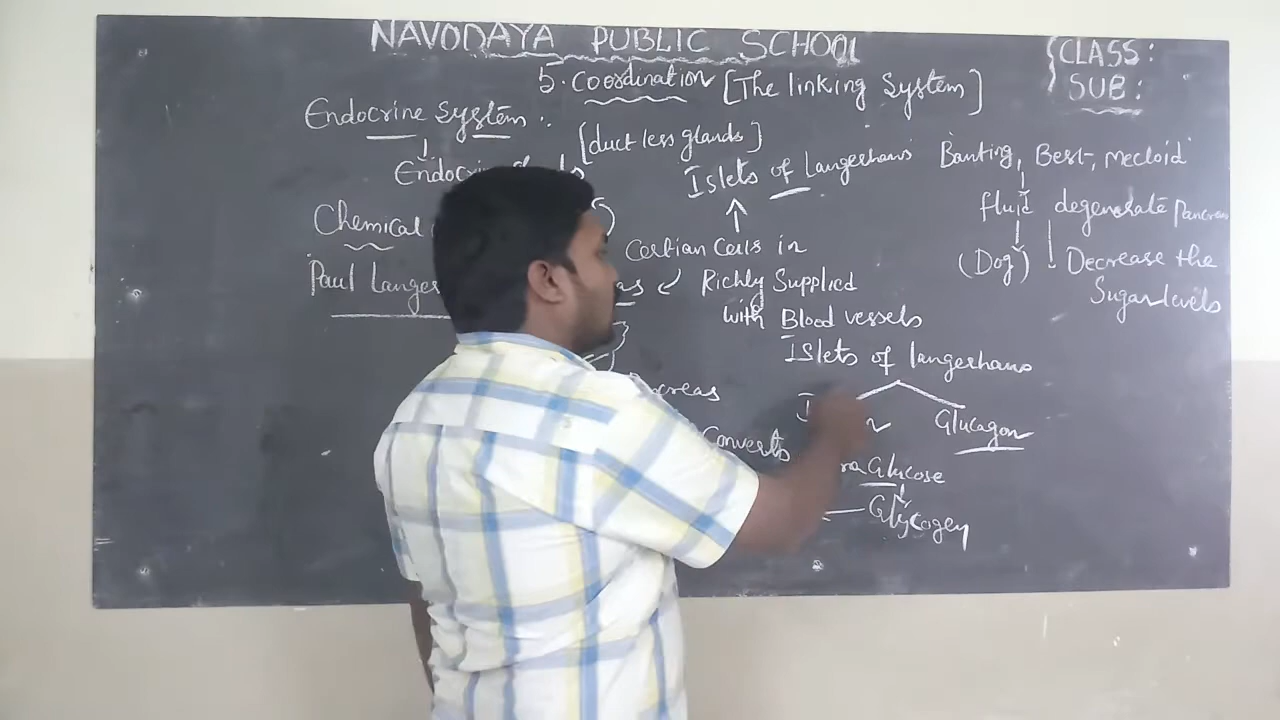 NAVODAYA PUBLIC SCHOOL
CLASS:
SUB:
5. Coordination [The linking System]
Endocrine system :.
[duct less glands]
Islets of Langerhans
Chemical
Paul
Certian Cells in
Richly Supplied
with Blood vessels
Islets of langerhans
Glucagon
Converts
Glucose
Glycogen
Banting, Best, mecloid
fluid degenerate Pancreas
(Dog) Decrease the
Sugar levels